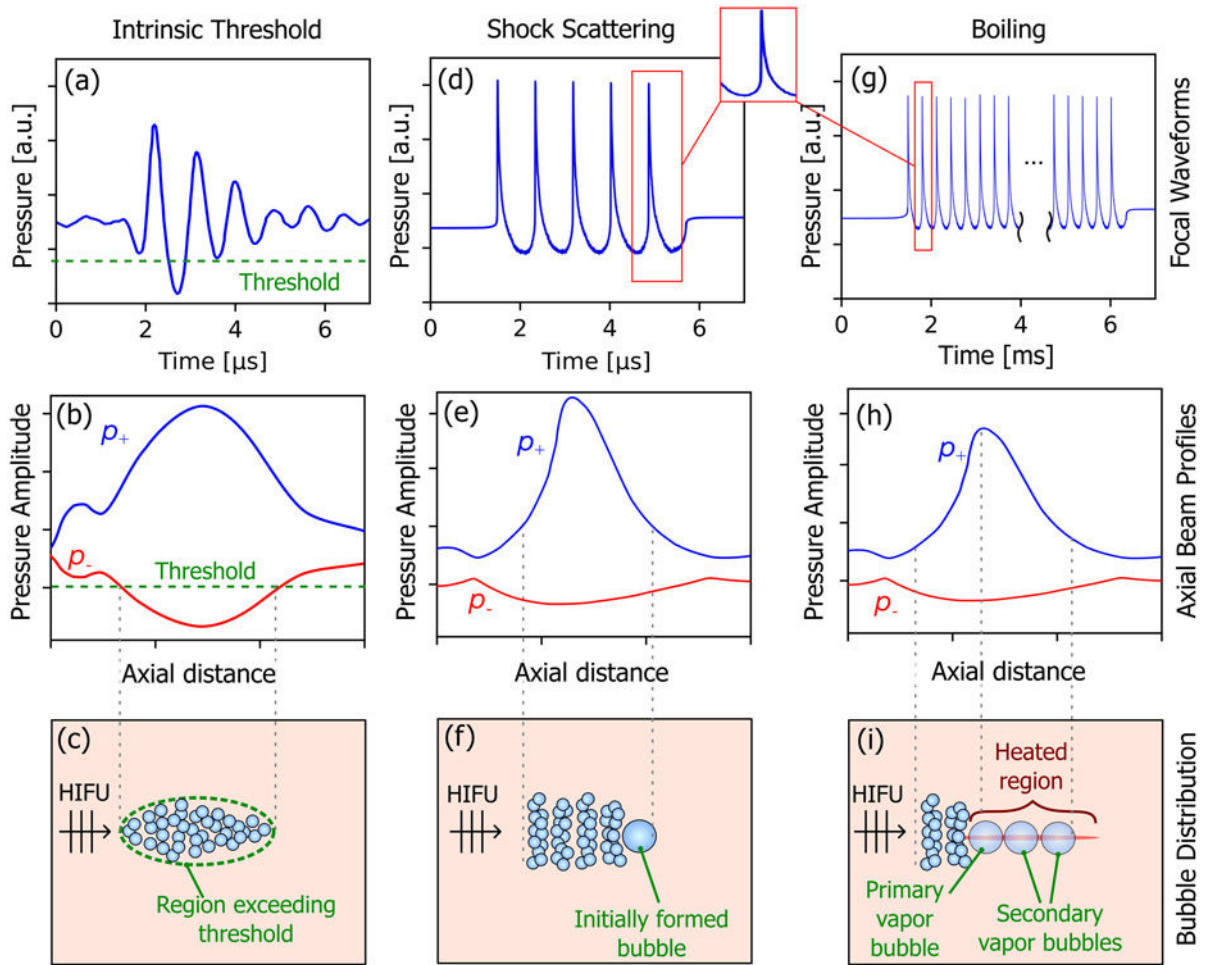 Intrinsic Threshold
Shock Scattering
Boiling
(a)
Pressure [a.u.]
Threshold
0 2 4 6
Time [µs]
(d)
Pressure [a.u.]
0 2 4 6
Time [µs]
(g)
Pressure [a.u.]
...
0 2 4 6
Time [ms]
Focal Waveforms
(b)
Pressure Amplitude
p+
p-
Threshold
Axial distance
(e)
Pressure Amplitude
p+
p-
Axial distance
(h)
Pressure Amplitude
p+
p-
Axial distance
Axial Beam Profiles
(c)
HIFU
Region exceeding
threshold
(f)
HIFU
Initially formed
bubble
(i)
Heated
region
HIFU
Primary
vapor
bubble
Secondary
vapor bubbles
Bubble Distribution